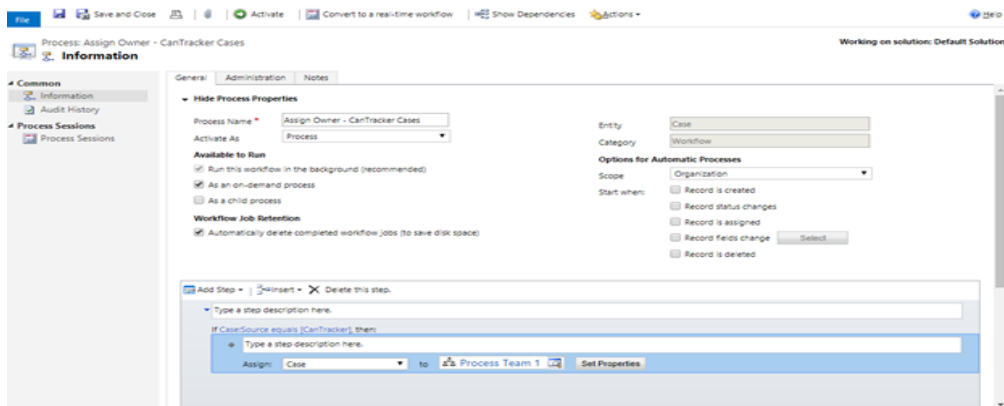 File Save and Close Activate Convert to a real-time workflow Show Dependencies Actions Help
Process: Assign Owner - CanTracker Cases
Information
Working on solution: Default Solution
Common
Information
Audit History
Process Sessions
Process Sessions
General Administration Notes
Hide Process Properties
Process Name * Assign Owner - CanTracker Cases
Activate As Process
Available to Run
Run this workflow in the background (recommended)
As an on-demand process
As a child process
Workflow Job Retention
Automatically delete completed workflow jobs (to save disk space)
Entity Case
Category Workflow
Options for Automatic Processes
Scope Organization
Start when: Record is created
Record status changes
Record is assigned
Record fields change Select
Record is deleted
Add Step Insert Delete this step.
Type a step description here.
If Case:Source equals [CanTracker], then:
Type a step description here.
Assign: Case to Process Team 1 Set Properties